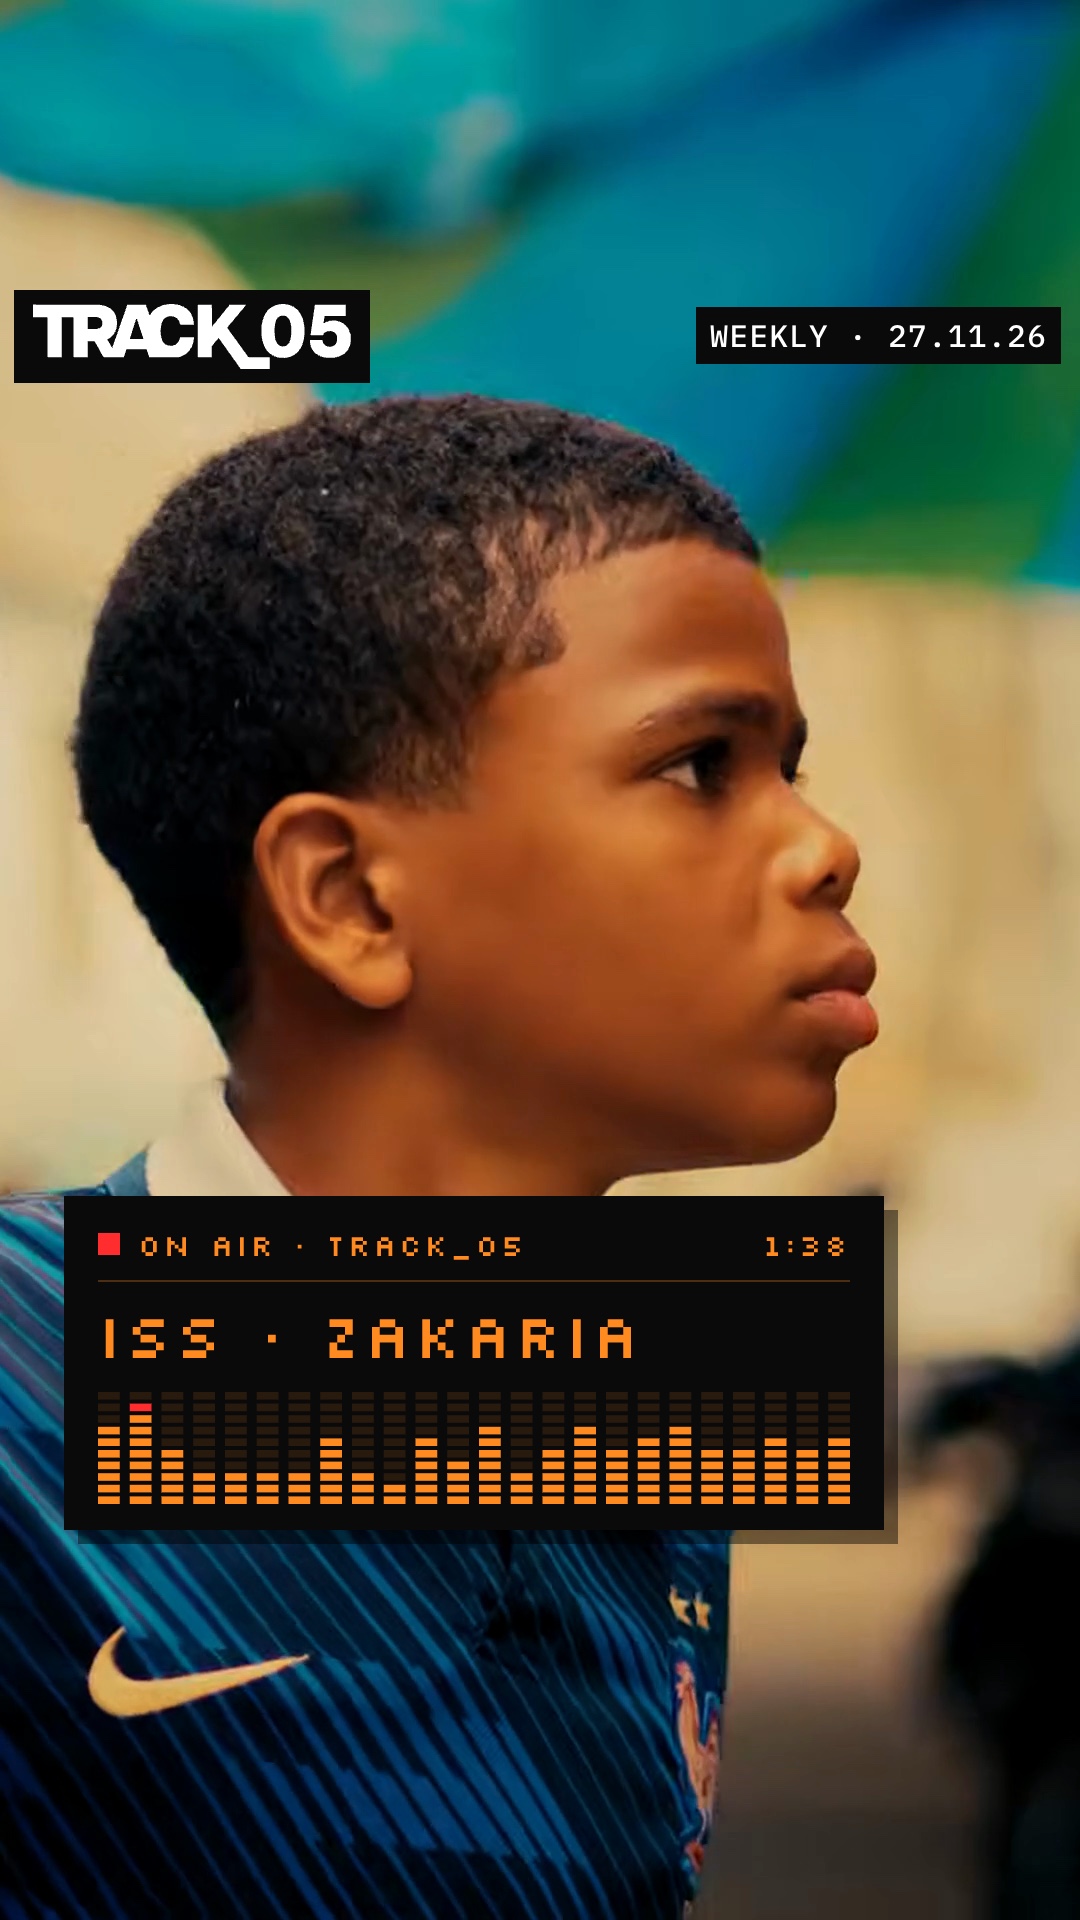 TRACK_05
WEEKLY · 27.11.26
ON AIR · TRACK_05
1:38
ISS · ZAKARIA